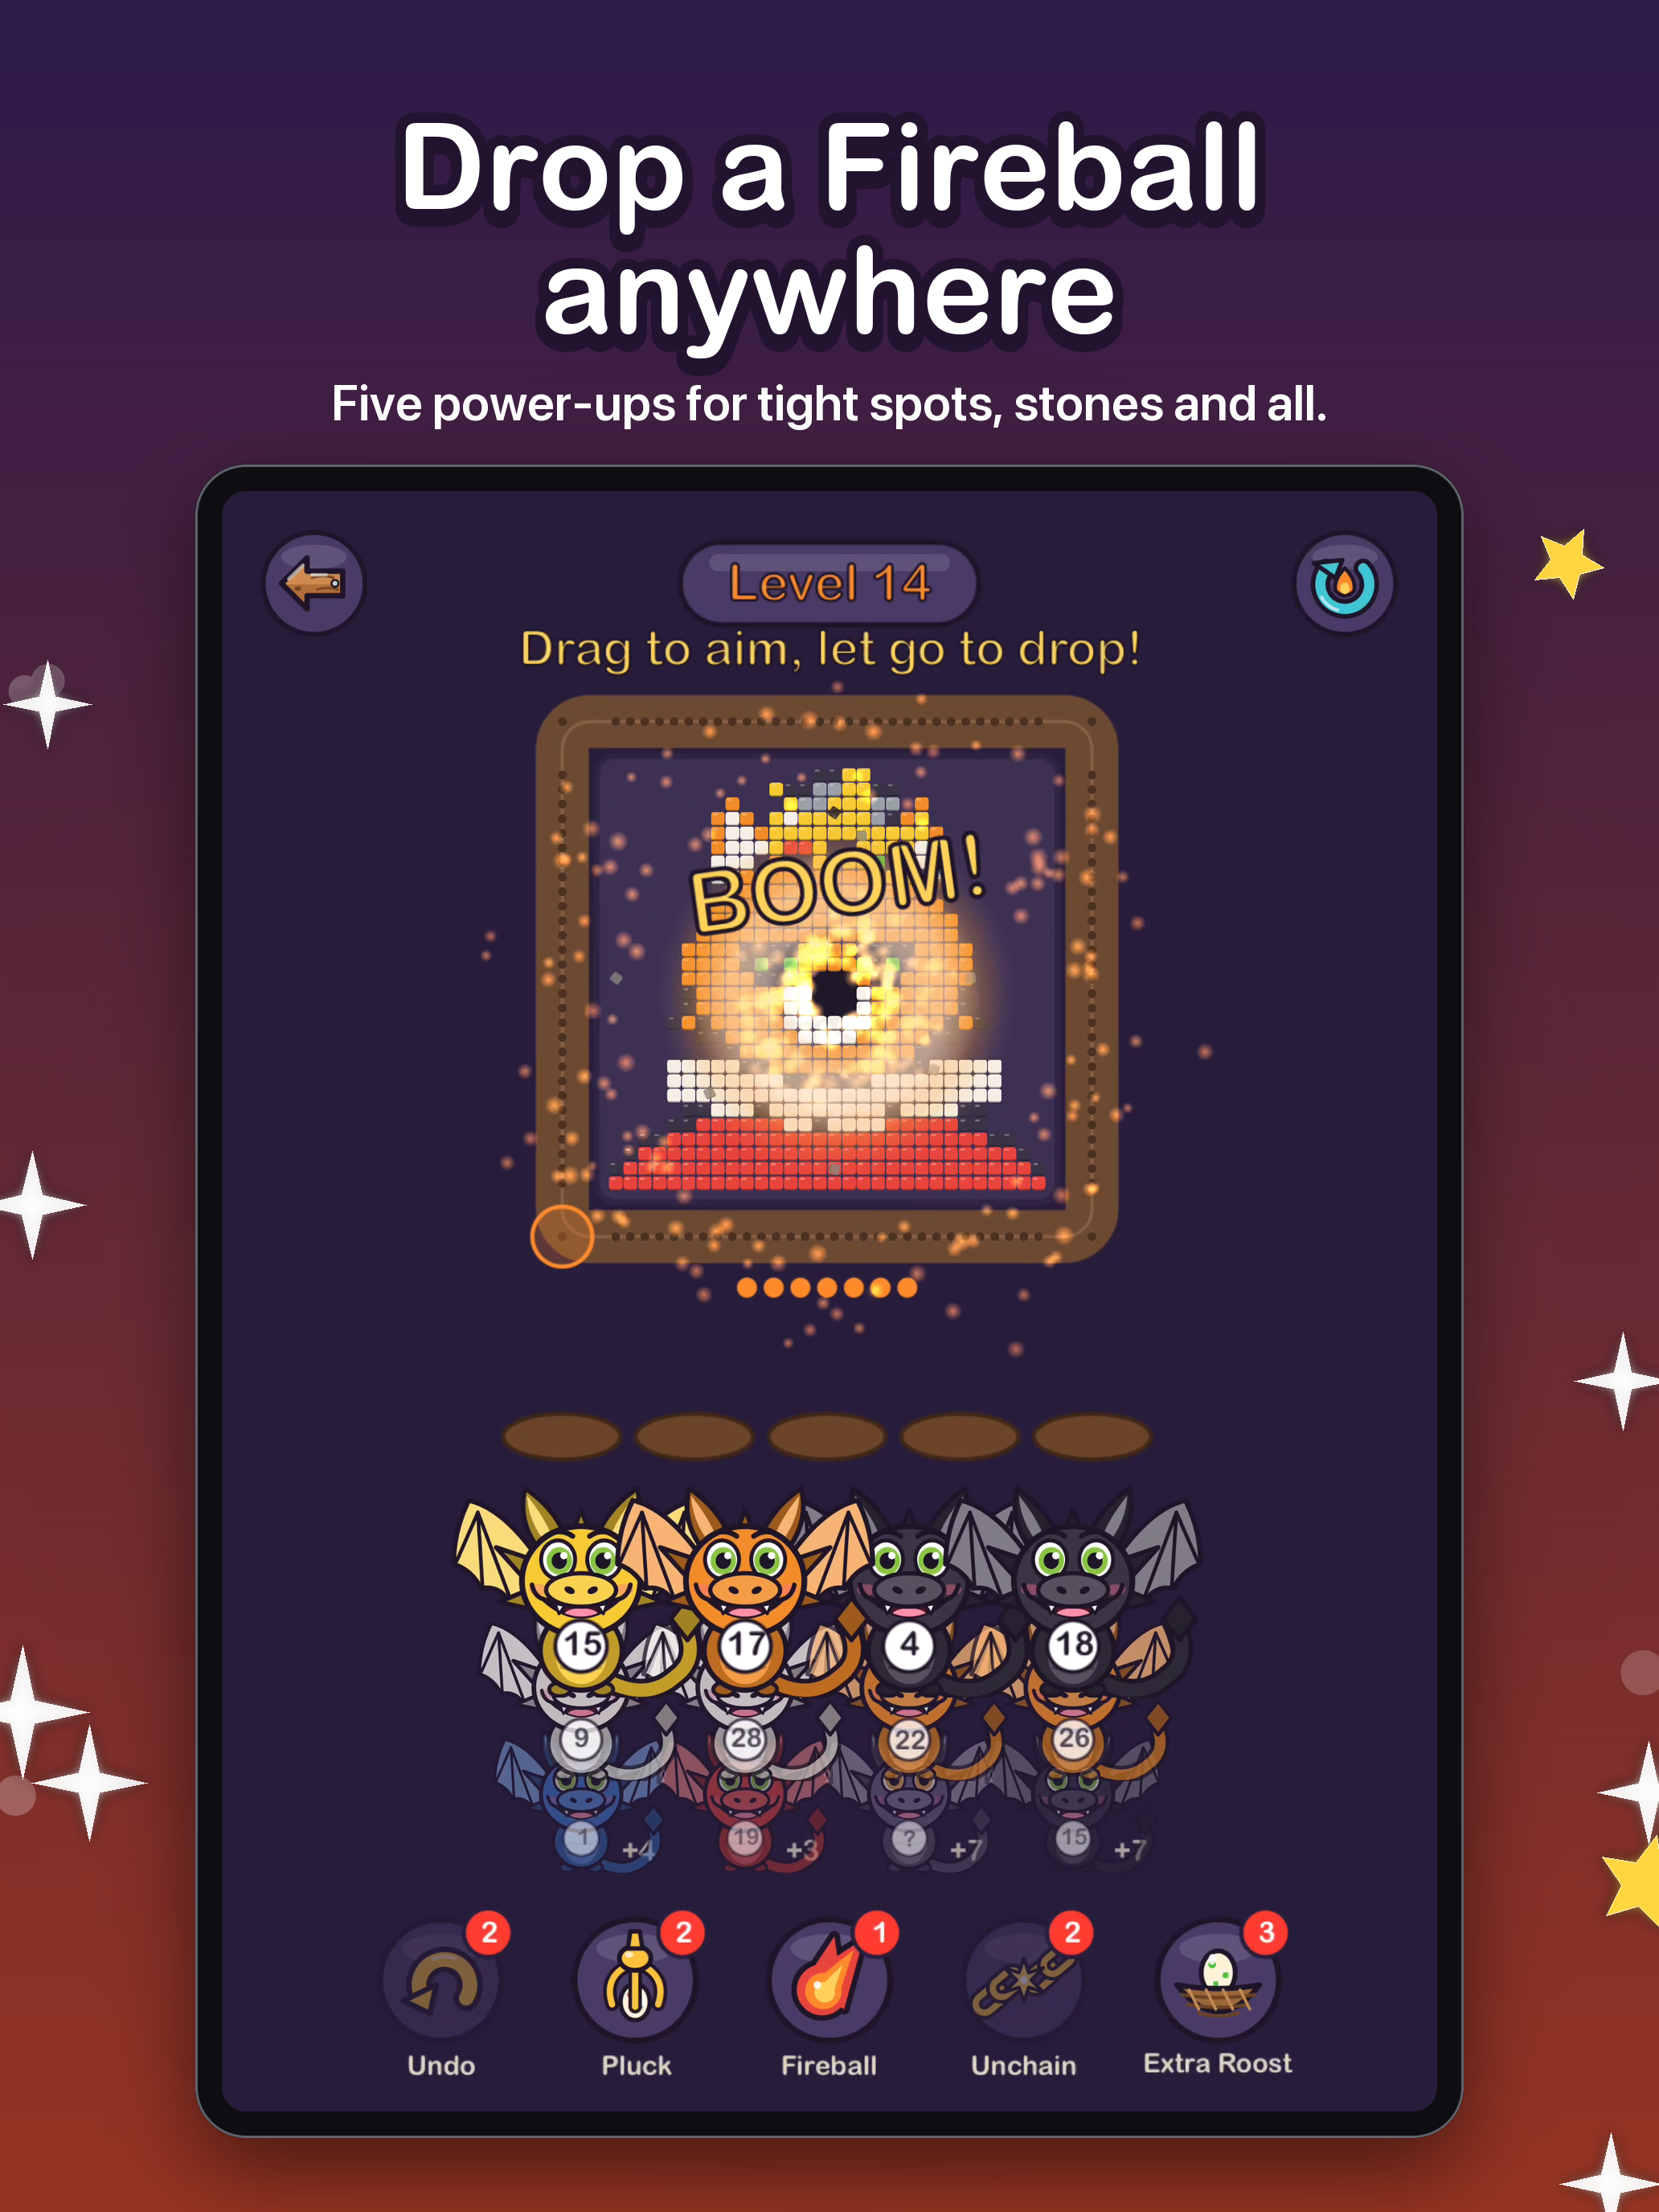 Drop a Fireball
anywhere
Five power-ups for tight spots, stones and all.
Level 14
Drag to aim, let go to drop!
BOOM!
15 17 4 18
9 28 22 26
1 +4 19 +3 ? +7 15 +7
2 2 1 2 3
Undo Pluck Fireball Unchain Extra Roost